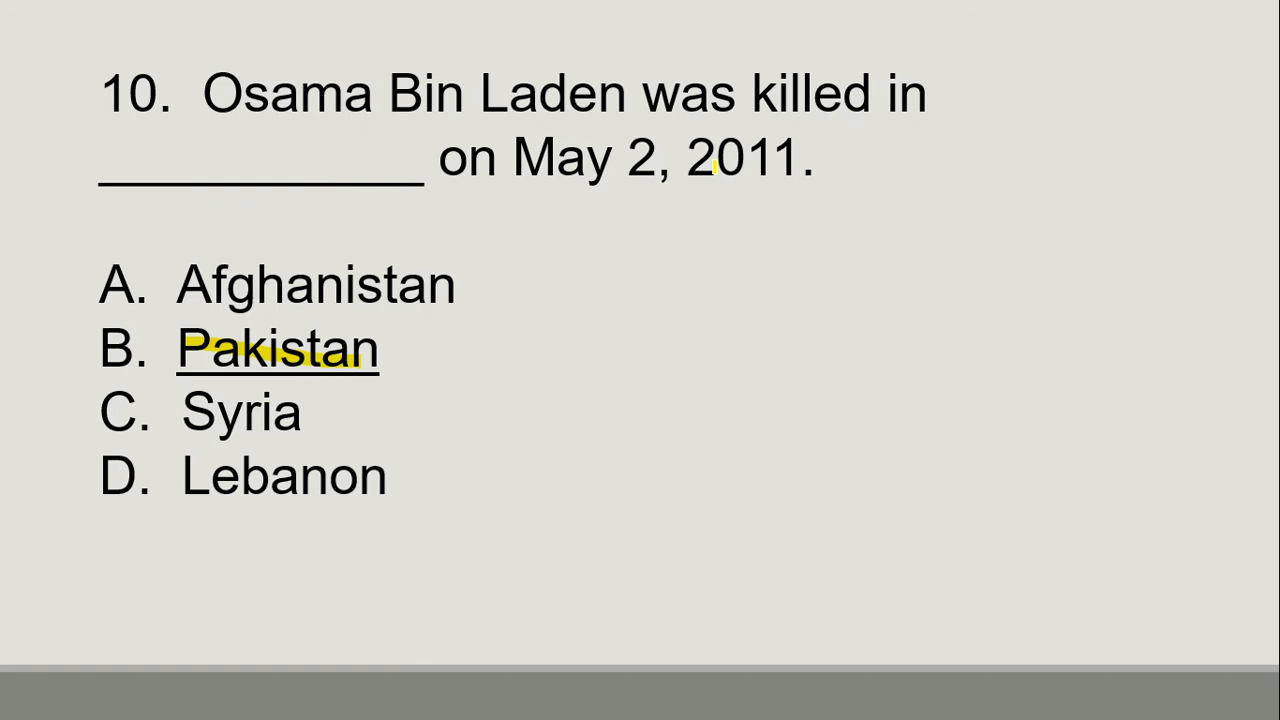 10. Osama Bin Laden was killed in
____________ on May 2, 2011.
A. Afghanistan
B. Pakistan
C. Syria
D. Lebanon